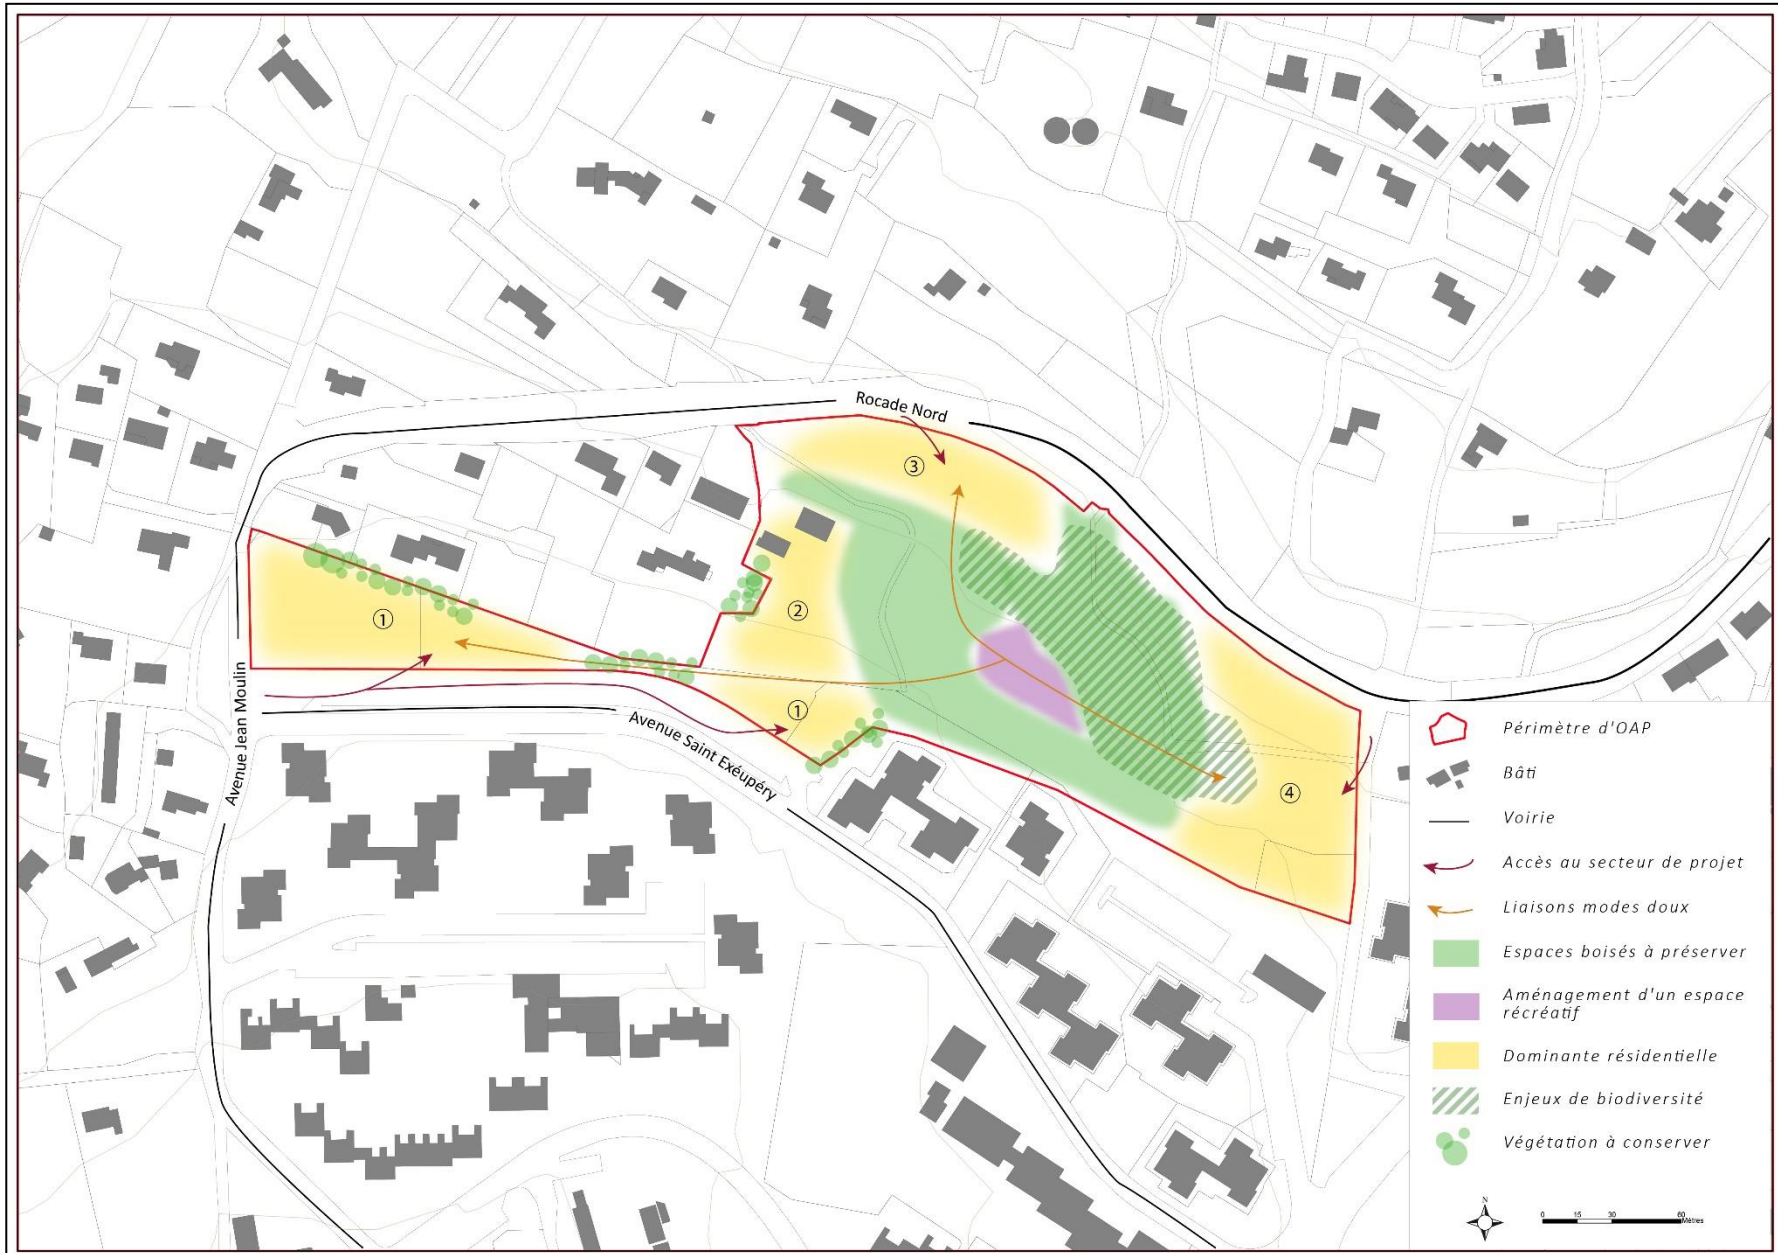 Rocade Nord
③
②
①
①
④
Avenue Jean Moulin
Avenue Saint Exéupéry
Périmètre d'OAP
Bâti
Voirie
Accès au secteur de projet
Liaisons modes doux
Espaces boisés à préserver
Aménagement d'un espace
récréatif
Dominante résidentielle
Enjeux de biodiversité
Végétation à conserver
N
0 15 30 60
Mètres